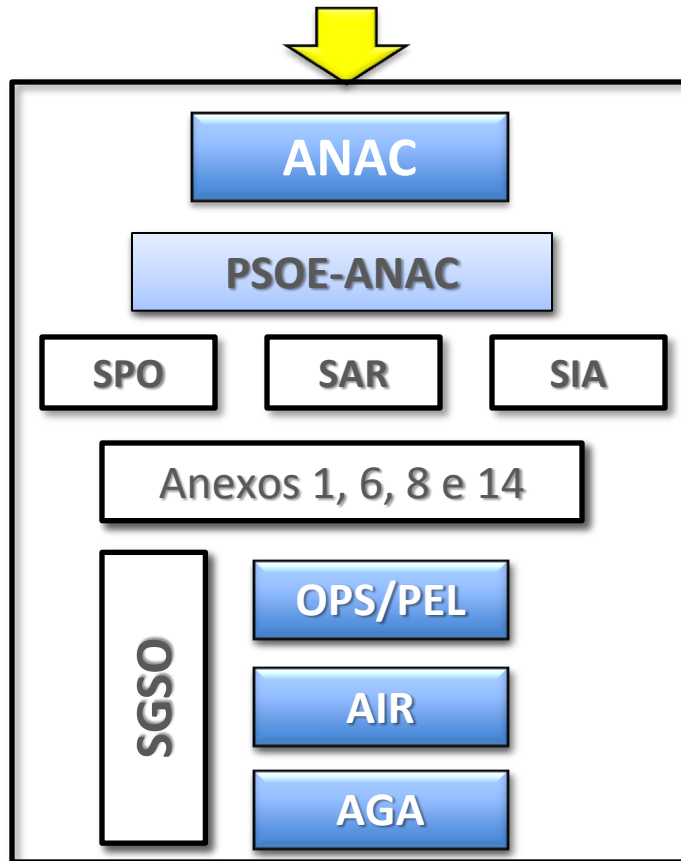 ANAC
PSOE-ANAC
SPO
SAR
SIA
Anexos 1, 6, 8 e 14
SGSO
OPS/PEL
AIR
AGA